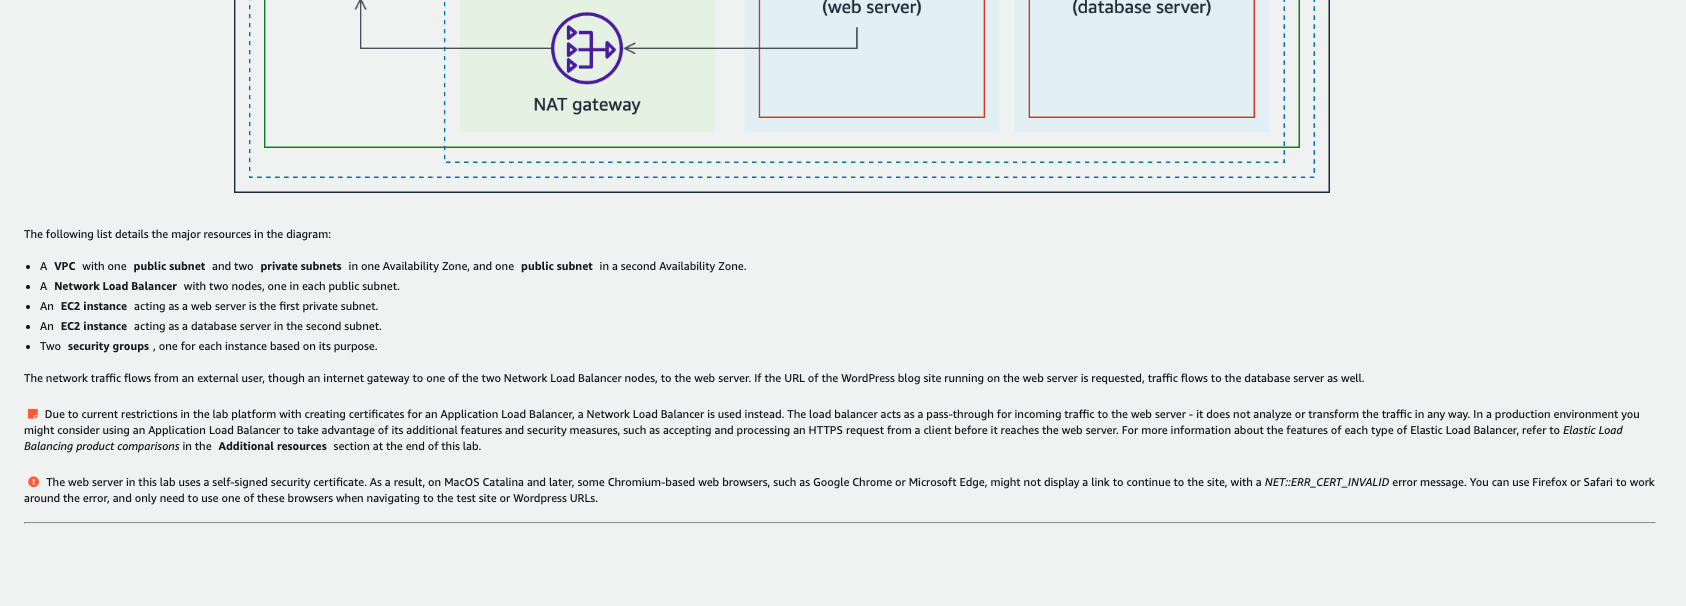 (web server) (database server)
NAT gateway
The following list details the major resources in the diagram:
• A VPC with one public subnet and two private subnets in one Availability Zone, and one public subnet in a second Availability Zone.
• A Network Load Balancer with two nodes, one in each public subnet.
• An EC2 instance acting as a web server is the first private subnet.
• An EC2 instance acting as a database server in the second subnet.
• Two security groups , one for each instance based on its purpose.
The network traffic flows from an external user, though an internet gateway to one of the two Network Load Balancer nodes, to the web server. If the URL of the WordPress blog site running on the web server is requested, traffic flows to the database server as well.
Due to current restrictions in the lab platform with creating certificates for an Application Load Balancer, a Network Load Balancer is used instead. The load balancer acts as a pass-through for incoming traffic to the web server - it does not analyze or transform the traffic in any way. In a production environment you
might consider using an Application Load Balancer to take advantage of its additional features and security measures, such as accepting and processing an HTTPS request from a client before it reaches the web server. For more information about the features of each type of Elastic Load Balancer, refer to Elastic Load
Balancing product comparisons in the Additional resources section at the end of this lab.
The web server in this lab uses a self-signed security certificate. As a result, on MacOS Catalina and later, some Chromium-based web browsers, such as Google Chrome or Microsoft Edge, might not display a link to continue to the site, with a NET::ERR_CERT_INVALID error message. You can use Firefox or Safari to work
around the error, and only need to use one of these browsers when navigating to the test site or Wordpress URLs.